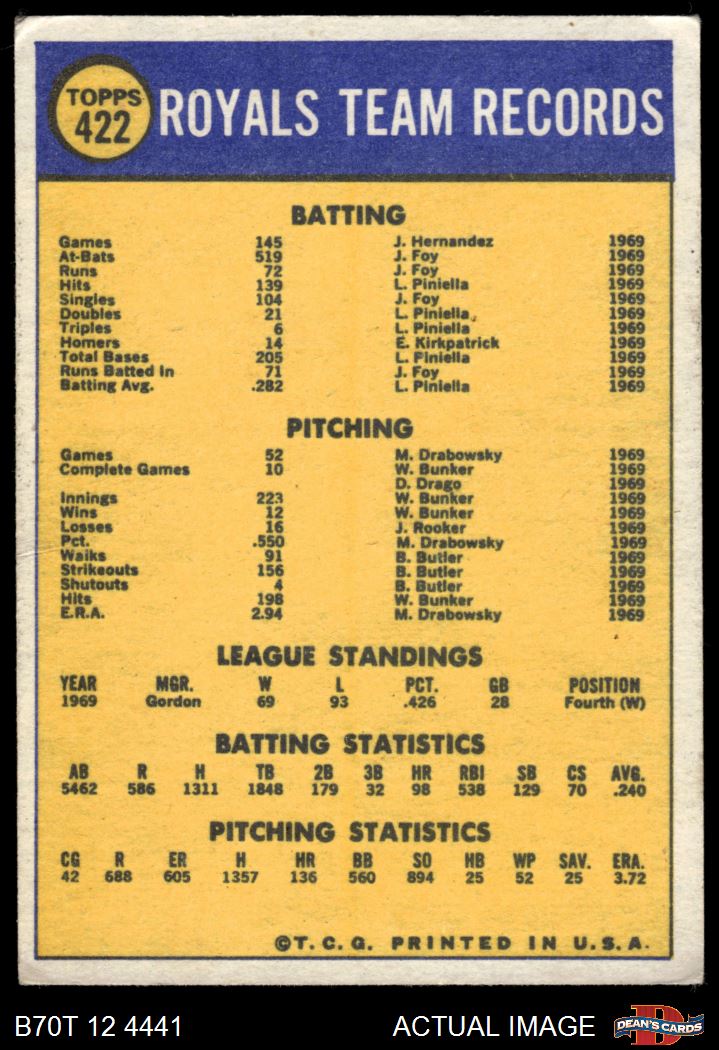 TOPPS
422
ROYALS TEAM RECORDS
BATTING
Games 145 J. Hernandez 1969
At-Bats 519 J. Foy 1969
Runs 72 J. Foy 1969
Hits 139 L. Piniella 1969
Singles 104 J. Foy 1969
Doubles 21 L. Piniella 1969
Triples 6 L. Piniella 1969
Homers 14 E. Kirkpatrick 1969
Total Bases 205 L. Piniella 1969
Runs Batted In 71 J. Foy 1969
Batting Avg. .282 L. Piniella 1969
PITCHING
Games 52 M. Drabowsky 1969
Complete Games 10 W. Bunker 1969
D. Drago 1969
Innings 223 W. Bunker 1969
Wins 12 W. Bunker 1969
Losses 16 J. Rooker 1969
Pct. .550 M. Drabowsky 1969
Walks 91 B. Butler 1969
Strikeouts 156 B. Butler 1969
Shutouts 4 B. Butler 1969
Hits 198 W. Bunker 1969
E.R.A. 2.94 M. Drabowsky 1969
LEAGUE STANDINGS
YEAR MGR. W L PCT. GB POSITION
1969 Gordon 69 93 .426 28 Fourth (W)
BATTING STATISTICS
AB R H TB 2B 3B HR RBI SB CS AVG.
5462 586 1311 1848 179 32 98 538 129 70 .240
PITCHING STATISTICS
CG R ER H HR BB SO HB WP SAV. ERA.
42 688 605 1357 136 560 894 25 52 25 3.72
©T. C. G. PRINTED IN U. S. A.
B70T 12 4441 ACTUAL IMAGE D DEAN'S CARDS